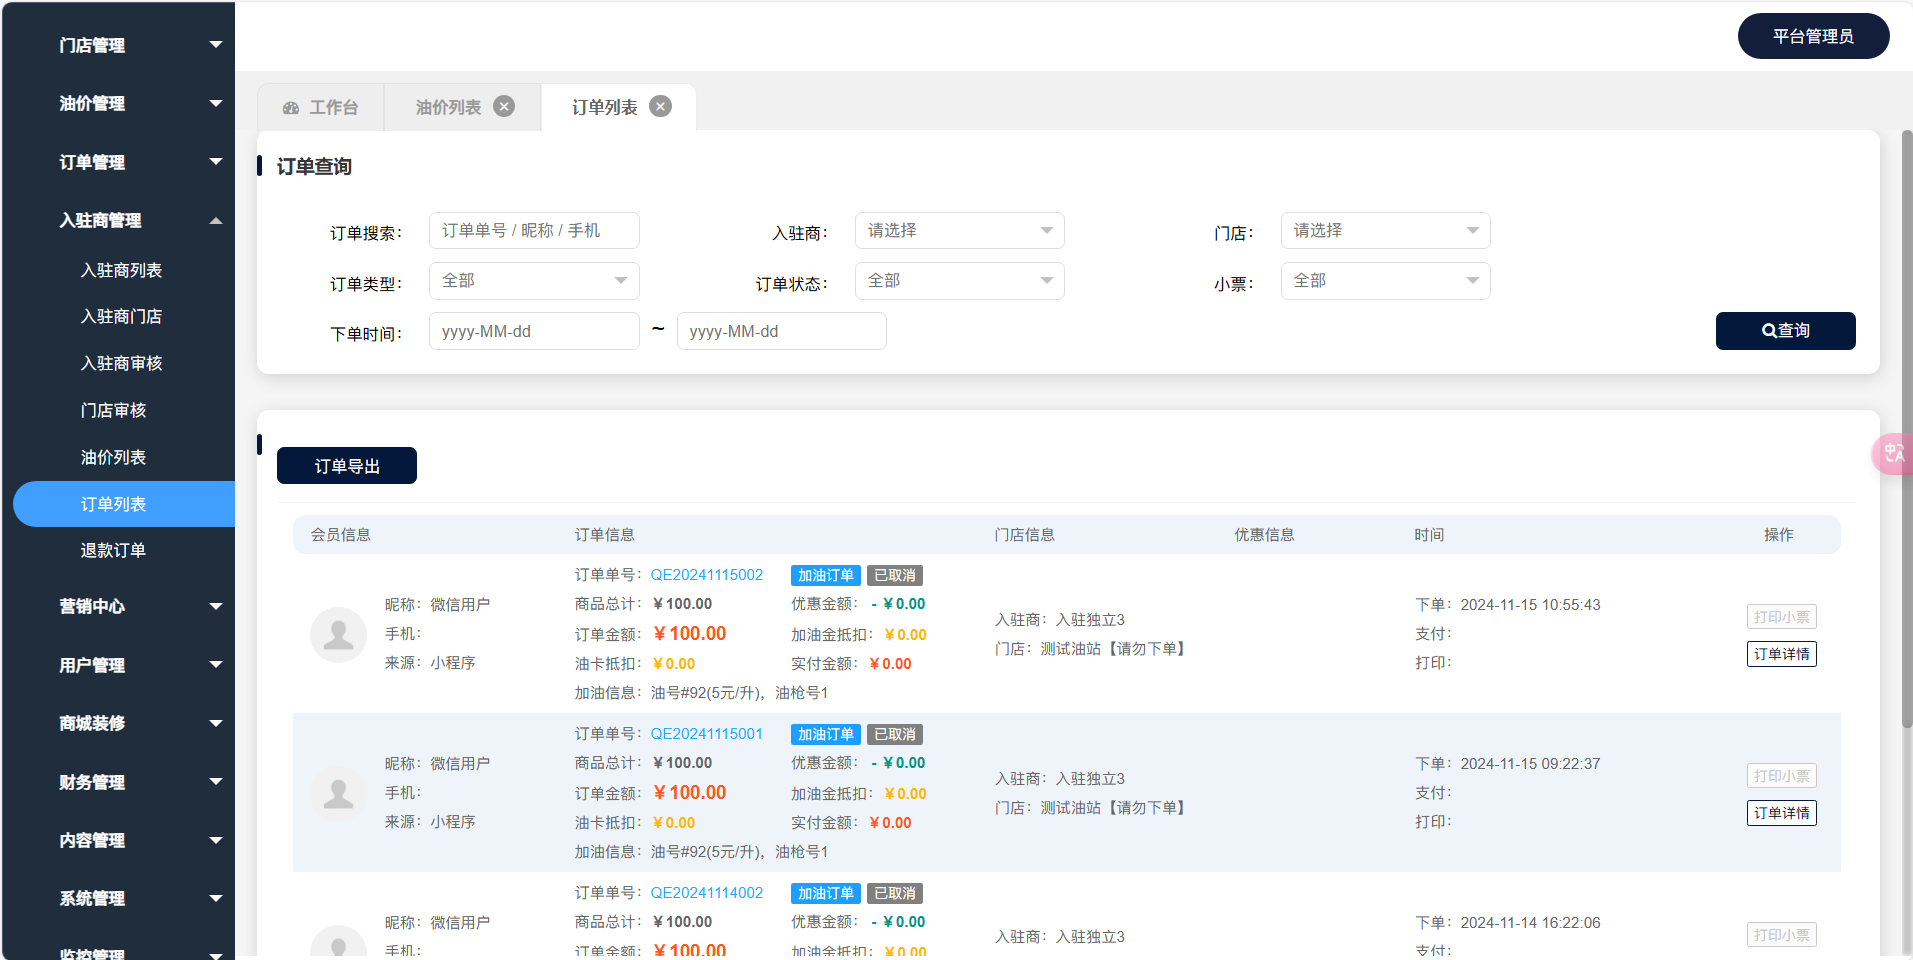 平台管理员
门店管理
油价管理
订单管理
入驻商管理
入驻商列表
入驻商门店
入驻商审核
门店审核
油价列表
订单列表
退款订单
营销中心
用户管理
商城装修
财务管理
内容管理
系统管理
监控管理
工作台 油价列表 订单列表
订单查询
订单搜索： 订单单号 / 昵称 / 手机 入驻商： 请选择 门店： 请选择
订单类型： 全部 订单状态： 全部 小票： 全部
下单时间： yyyy-MM-dd ~ yyyy-MM-dd 查询
订单导出
会员信息 订单信息 门店信息 优惠信息 时间 操作
昵称：微信用户
手机：
来源：小程序
订单单号：QE20241115002 加油订单 已取消
商品总计：￥100.00 优惠金额：-￥0.00
订单金额：￥100.00 加油金抵扣：￥0.00
油卡抵扣：￥0.00 实付金额：￥0.00
加油信息：油号#92(5元/升)，油枪号1
入驻商：入驻独立3
门店：测试油站【请勿下单】
下单：2024-11-15 10:55:43
支付：
打印：
打印小票
订单详情
昵称：微信用户
手机：
来源：小程序
订单单号：QE20241115001 加油订单 已取消
商品总计：￥100.00 优惠金额：-￥0.00
订单金额：￥100.00 加油金抵扣：￥0.00
油卡抵扣：￥0.00 实付金额：￥0.00
加油信息：油号#92(5元/升)，油枪号1
入驻商：入驻独立3
门店：测试油站【请勿下单】
下单：2024-11-15 09:22:37
支付：
打印：
打印小票
订单详情
昵称：微信用户
手机：
订单单号：QE20241114002 加油订单 已取消
商品总计：￥100.00 优惠金额：-￥0.00
订单金额：￥100.00 加油金抵扣：￥0.00
入驻商：入驻独立3
下单：2024-11-14 16:22:06
支付：
打印小票
中A